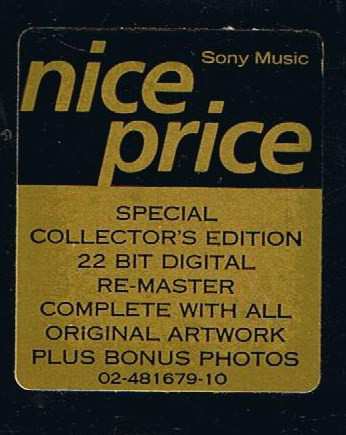 Sony Music
nice
price
SPECIAL
COLLECTOR'S EDITION
22 BIT DIGITAL
RE-MASTER
COMPLETE WITH ALL
ORIGINAL ARTWORK
PLUS BONUS PHOTOS
02-481679-10